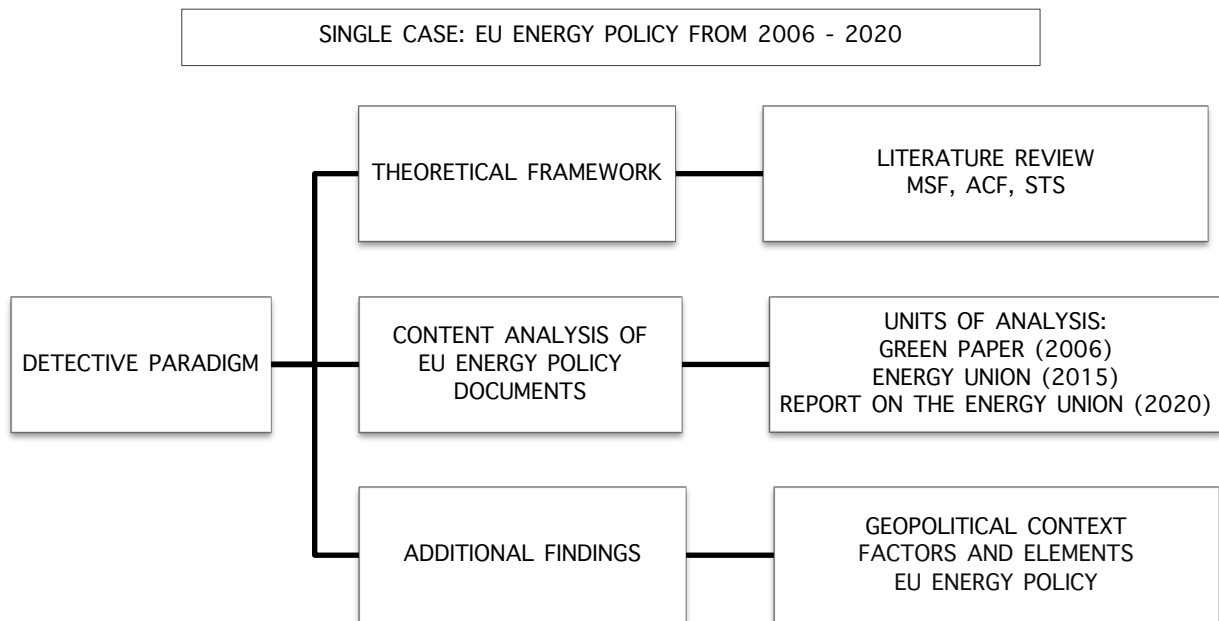 SINGLE CASE: EU ENERGY POLICY FROM 2006 - 2020
THEORETICAL FRAMEWORK
LITERATURE REVIEW
MSF, ACF, STS
DETECTIVE PARADIGM
CONTENT ANALYSIS OF
EU ENERGY POLICY
DOCUMENTS
UNITS OF ANALYSIS:
GREEN PAPER (2006)
ENERGY UNION (2015)
REPORT ON THE ENERGY UNION (2020)
ADDITIONAL FINDINGS
GEOPOLITICAL CONTEXT
FACTORS AND ELEMENTS
EU ENERGY POLICY